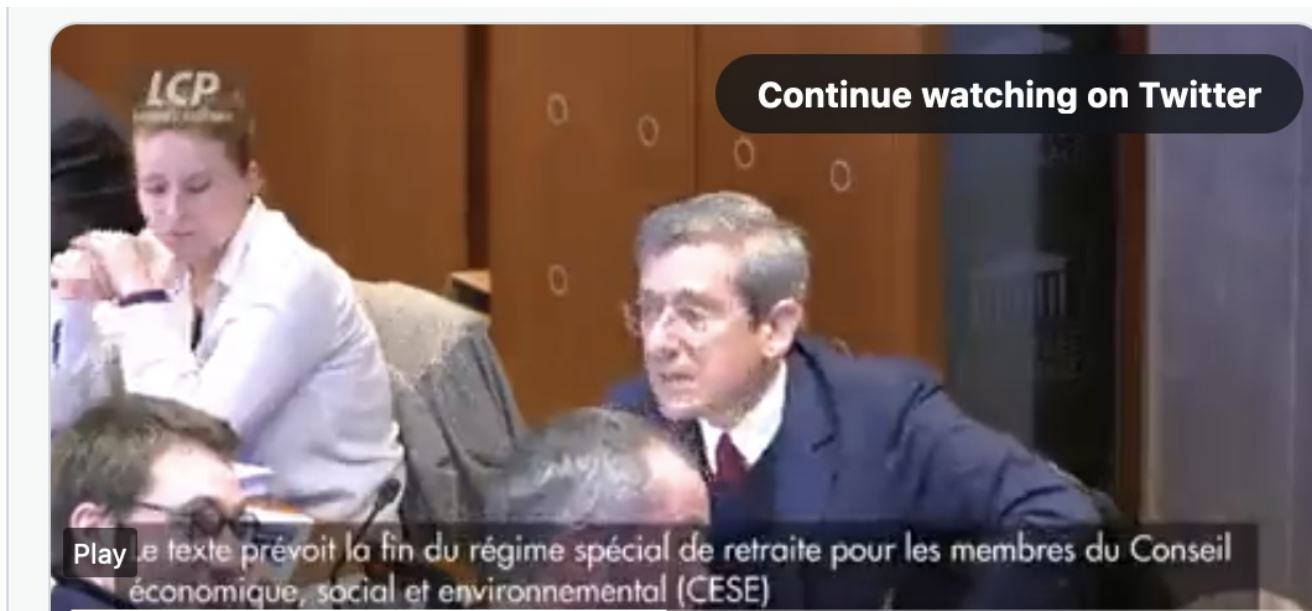 LCP
Continue watching on Twitter
Play
e texte prévoit la fin du régime spécial de retraite pour les membres du Conseil
économique, social et environnemental (CESE)